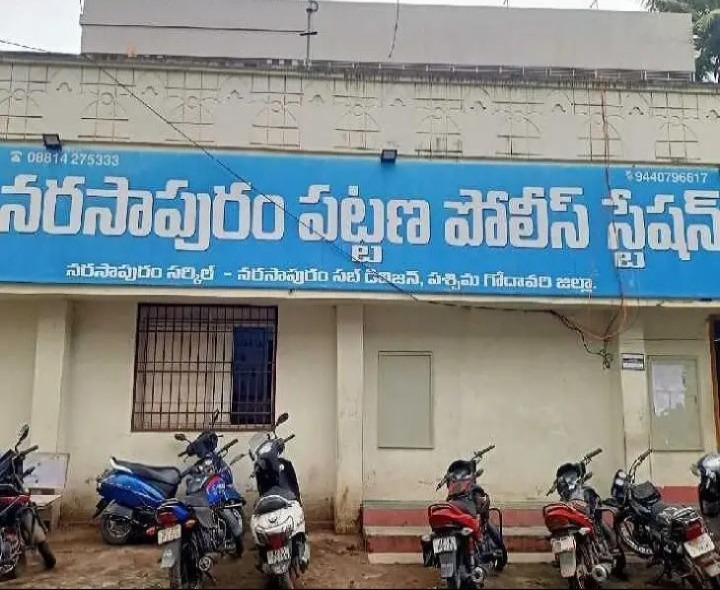 08814 275333
9440796617
నరసాపురం పట్టణ పోలీస్ స్టేషన్
నరసాపురం సర్కిల్ - నరసాపురం సబ్ డివిజన్, పశ్చిమ గోదావరి జిల్లా.